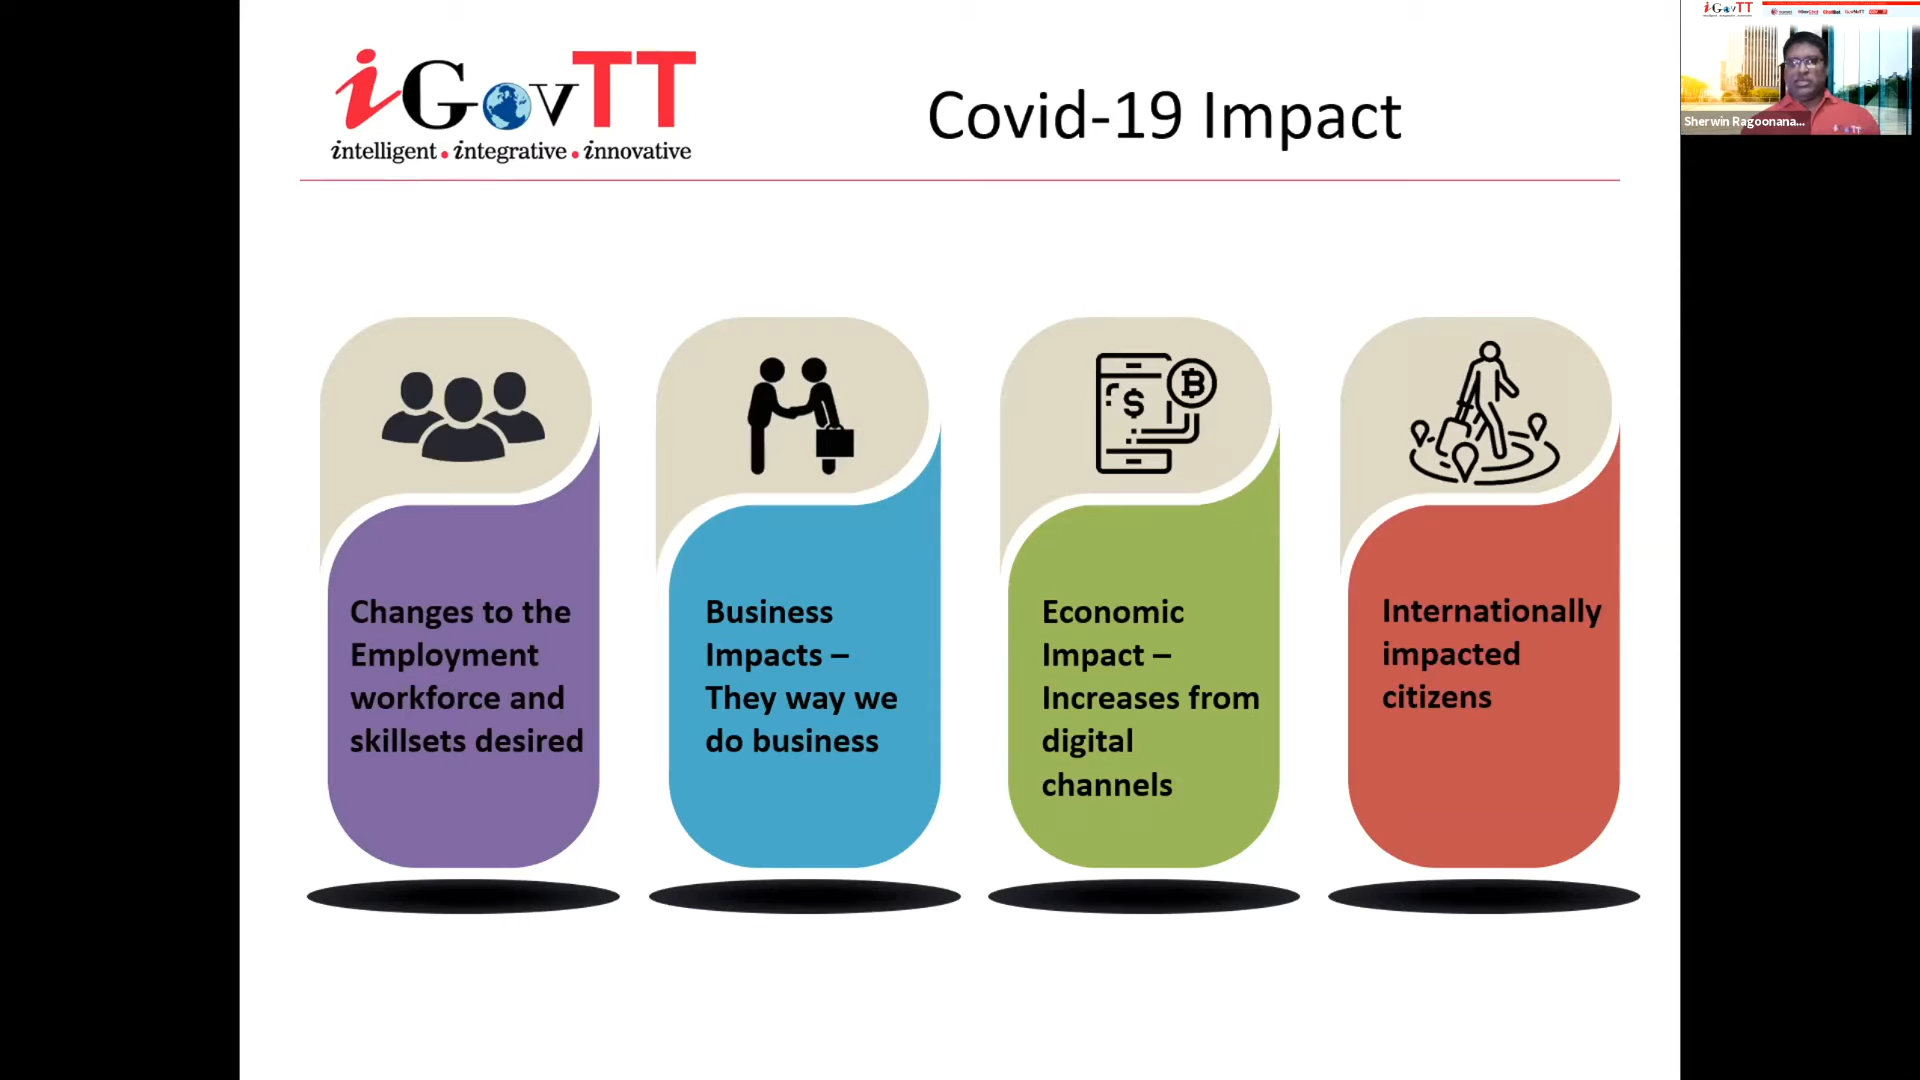 iGovTT
intelligent • integrative • innovative
Covid-19 Impact
iGovTT
Sherwin Ragoonana...
Changes to the
Employment
workforce and
skillsets desired
Business
Impacts –
They way we
do business
$
B
Economic
Impact –
Increases from
digital
channels
Internationally
impacted
citizens